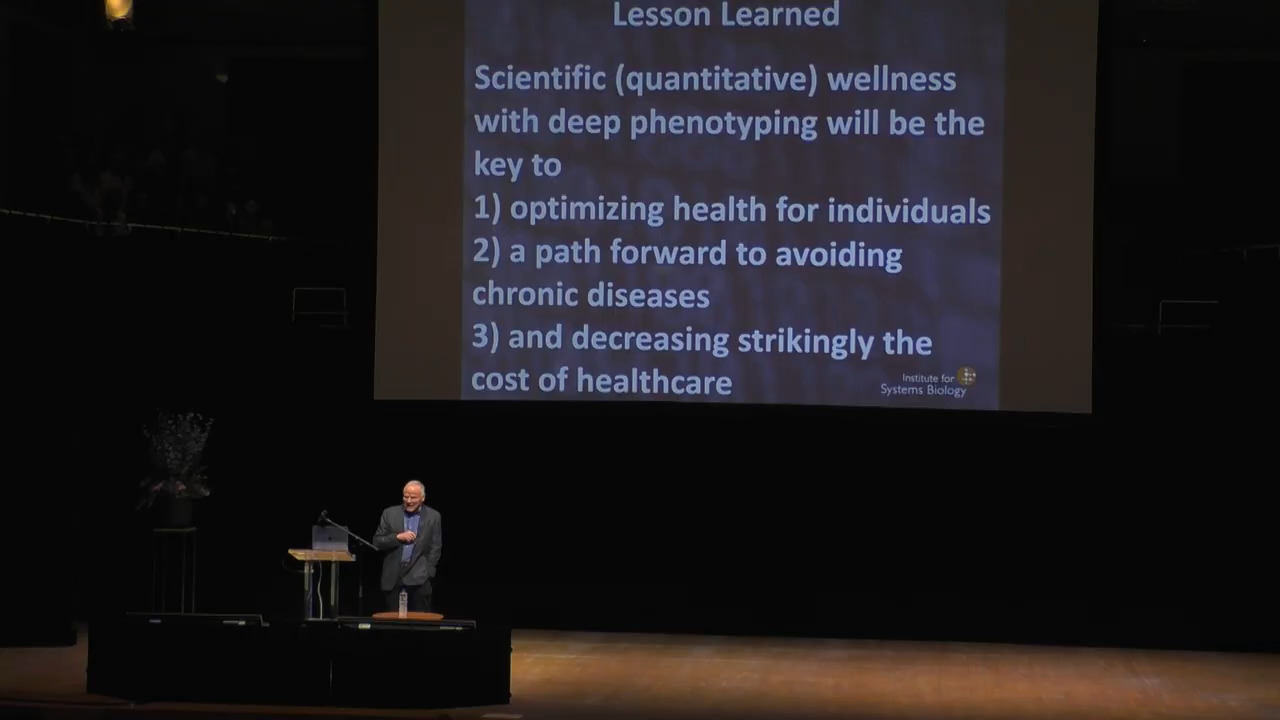 Lesson Learned
Scientific (quantitative) wellness
with deep phenotyping will be the
key to
1) optimizing health for individuals
2) a path forward to avoiding
chronic diseases
3) and decreasing strikingly the
cost of healthcare
Institute for
Systems Biology